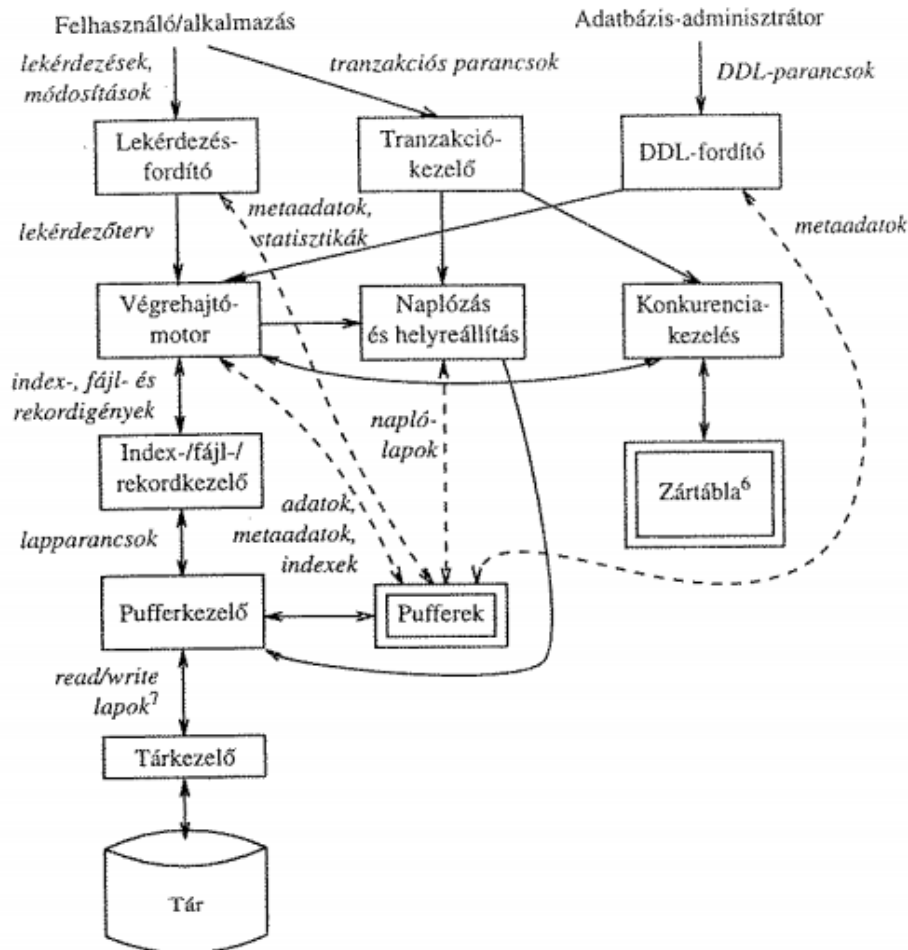 Felhasználó/alkalmazás
Adatbázis-adminisztrátor
lekérdezések,
módosítások
tranzakciós parancsok
DDL-parancsok
Lekérdezés-
fordító
Tranzakció-
kezelő
DDL-fordító
lekérdezőterv
metaadatok,
statisztikák
metaadatok
Végrehajtó-
motor
Naplózás
és helyreállítás
Konkurencia-
kezelés
index-, fájl- és
rekordigények
napló-
lapok
Index-/fájl-/
rekordkezelő
Zártábla⁶
adatok,
metaadatok,
indexek
lapparancsok
Pufferkezelő
Pufferek
read/write
lapok⁷
Tárkezelő
Tár